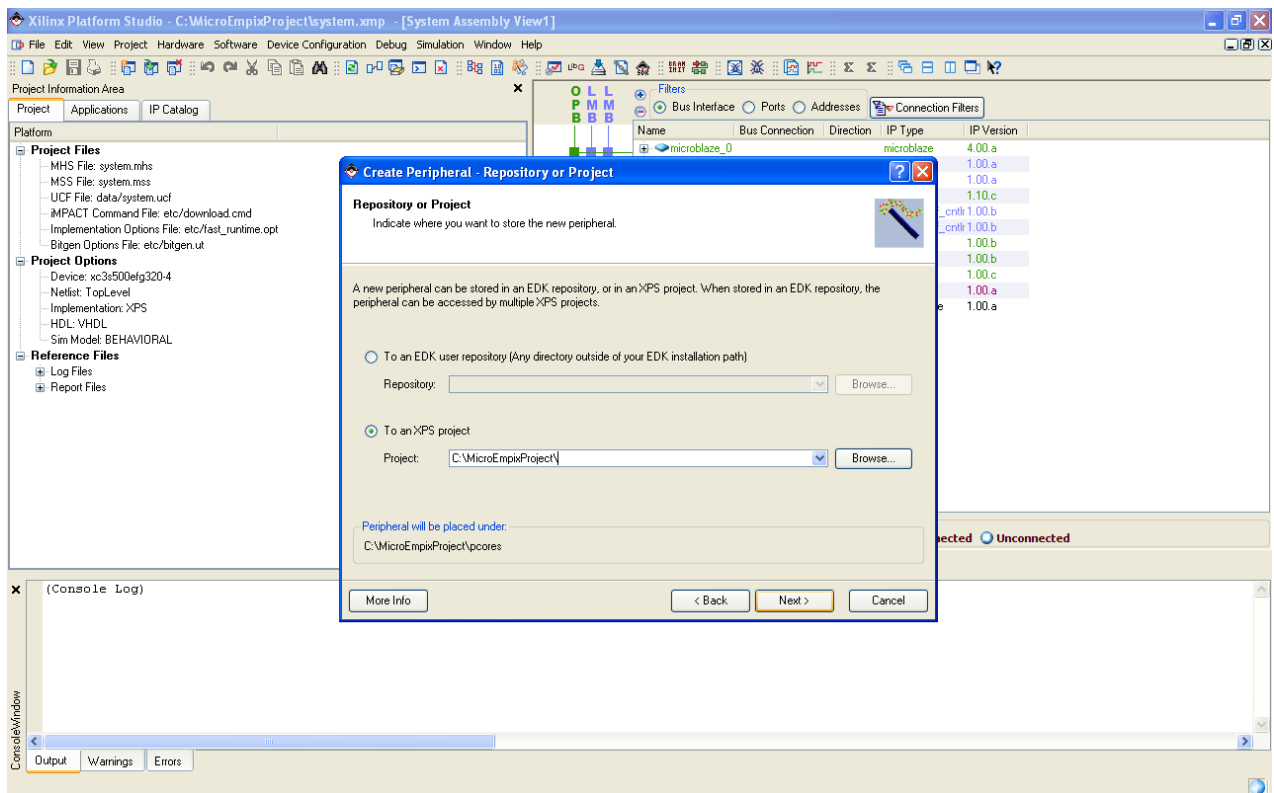 Xilinx Platform Studio - C:\MicroEmpixProject\system.xmp - [System Assembly View1]
File Edit View Project Hardware Software Device Configuration Debug Simulation Window Help
Project Information Area
Project Applications IP Catalog
Platform
Project Files
MHS File: system.mhs
MSS File: system.mss
UCF File: data/system.ucf
iMPACT Command File: etc/download.cmd
Implementation Options File: etc/fast_runtime.opt
Bitgen Options File: etc/bitgen.ut
Project Options
Device: xc3s500efg320-4
Netlist: TopLevel
Implementation: XPS
HDL: VHDL
Sim Model: BEHAVIORAL
Reference Files
Log Files
Report Files
O L L
P M M
B B B
Filters
Bus Interface Ports Addresses Connection Filters
Name Bus Connection Direction IP Type IP Version
microblaze_0 microblaze 4.00.a
1.00.a
1.00.a
1.10.c
_cntlr 1.00.b
_cntlr 1.00.b
1.00.b
1.00.b
1.00.c
1.00.a
e 1.00.a
nected Unconnected
Create Peripheral - Repository or Project
Repository or Project
Indicate where you want to store the new peripheral.
A new peripheral can be stored in an EDK repository, or in an XPS project. When stored in an EDK repository, the
peripheral can be accessed by multiple XPS projects.
To an EDK user repository (Any directory outside of your EDK installation path)
Repository: Browse...
To an XPS project
Project: C:\MicroEmpixProject\ Browse...
Peripheral will be placed under:
C:\MicroEmpixProject\pcores
More Info < Back Next > Cancel
(Console Log)
ConsoleWindow
Output Warnings Errors